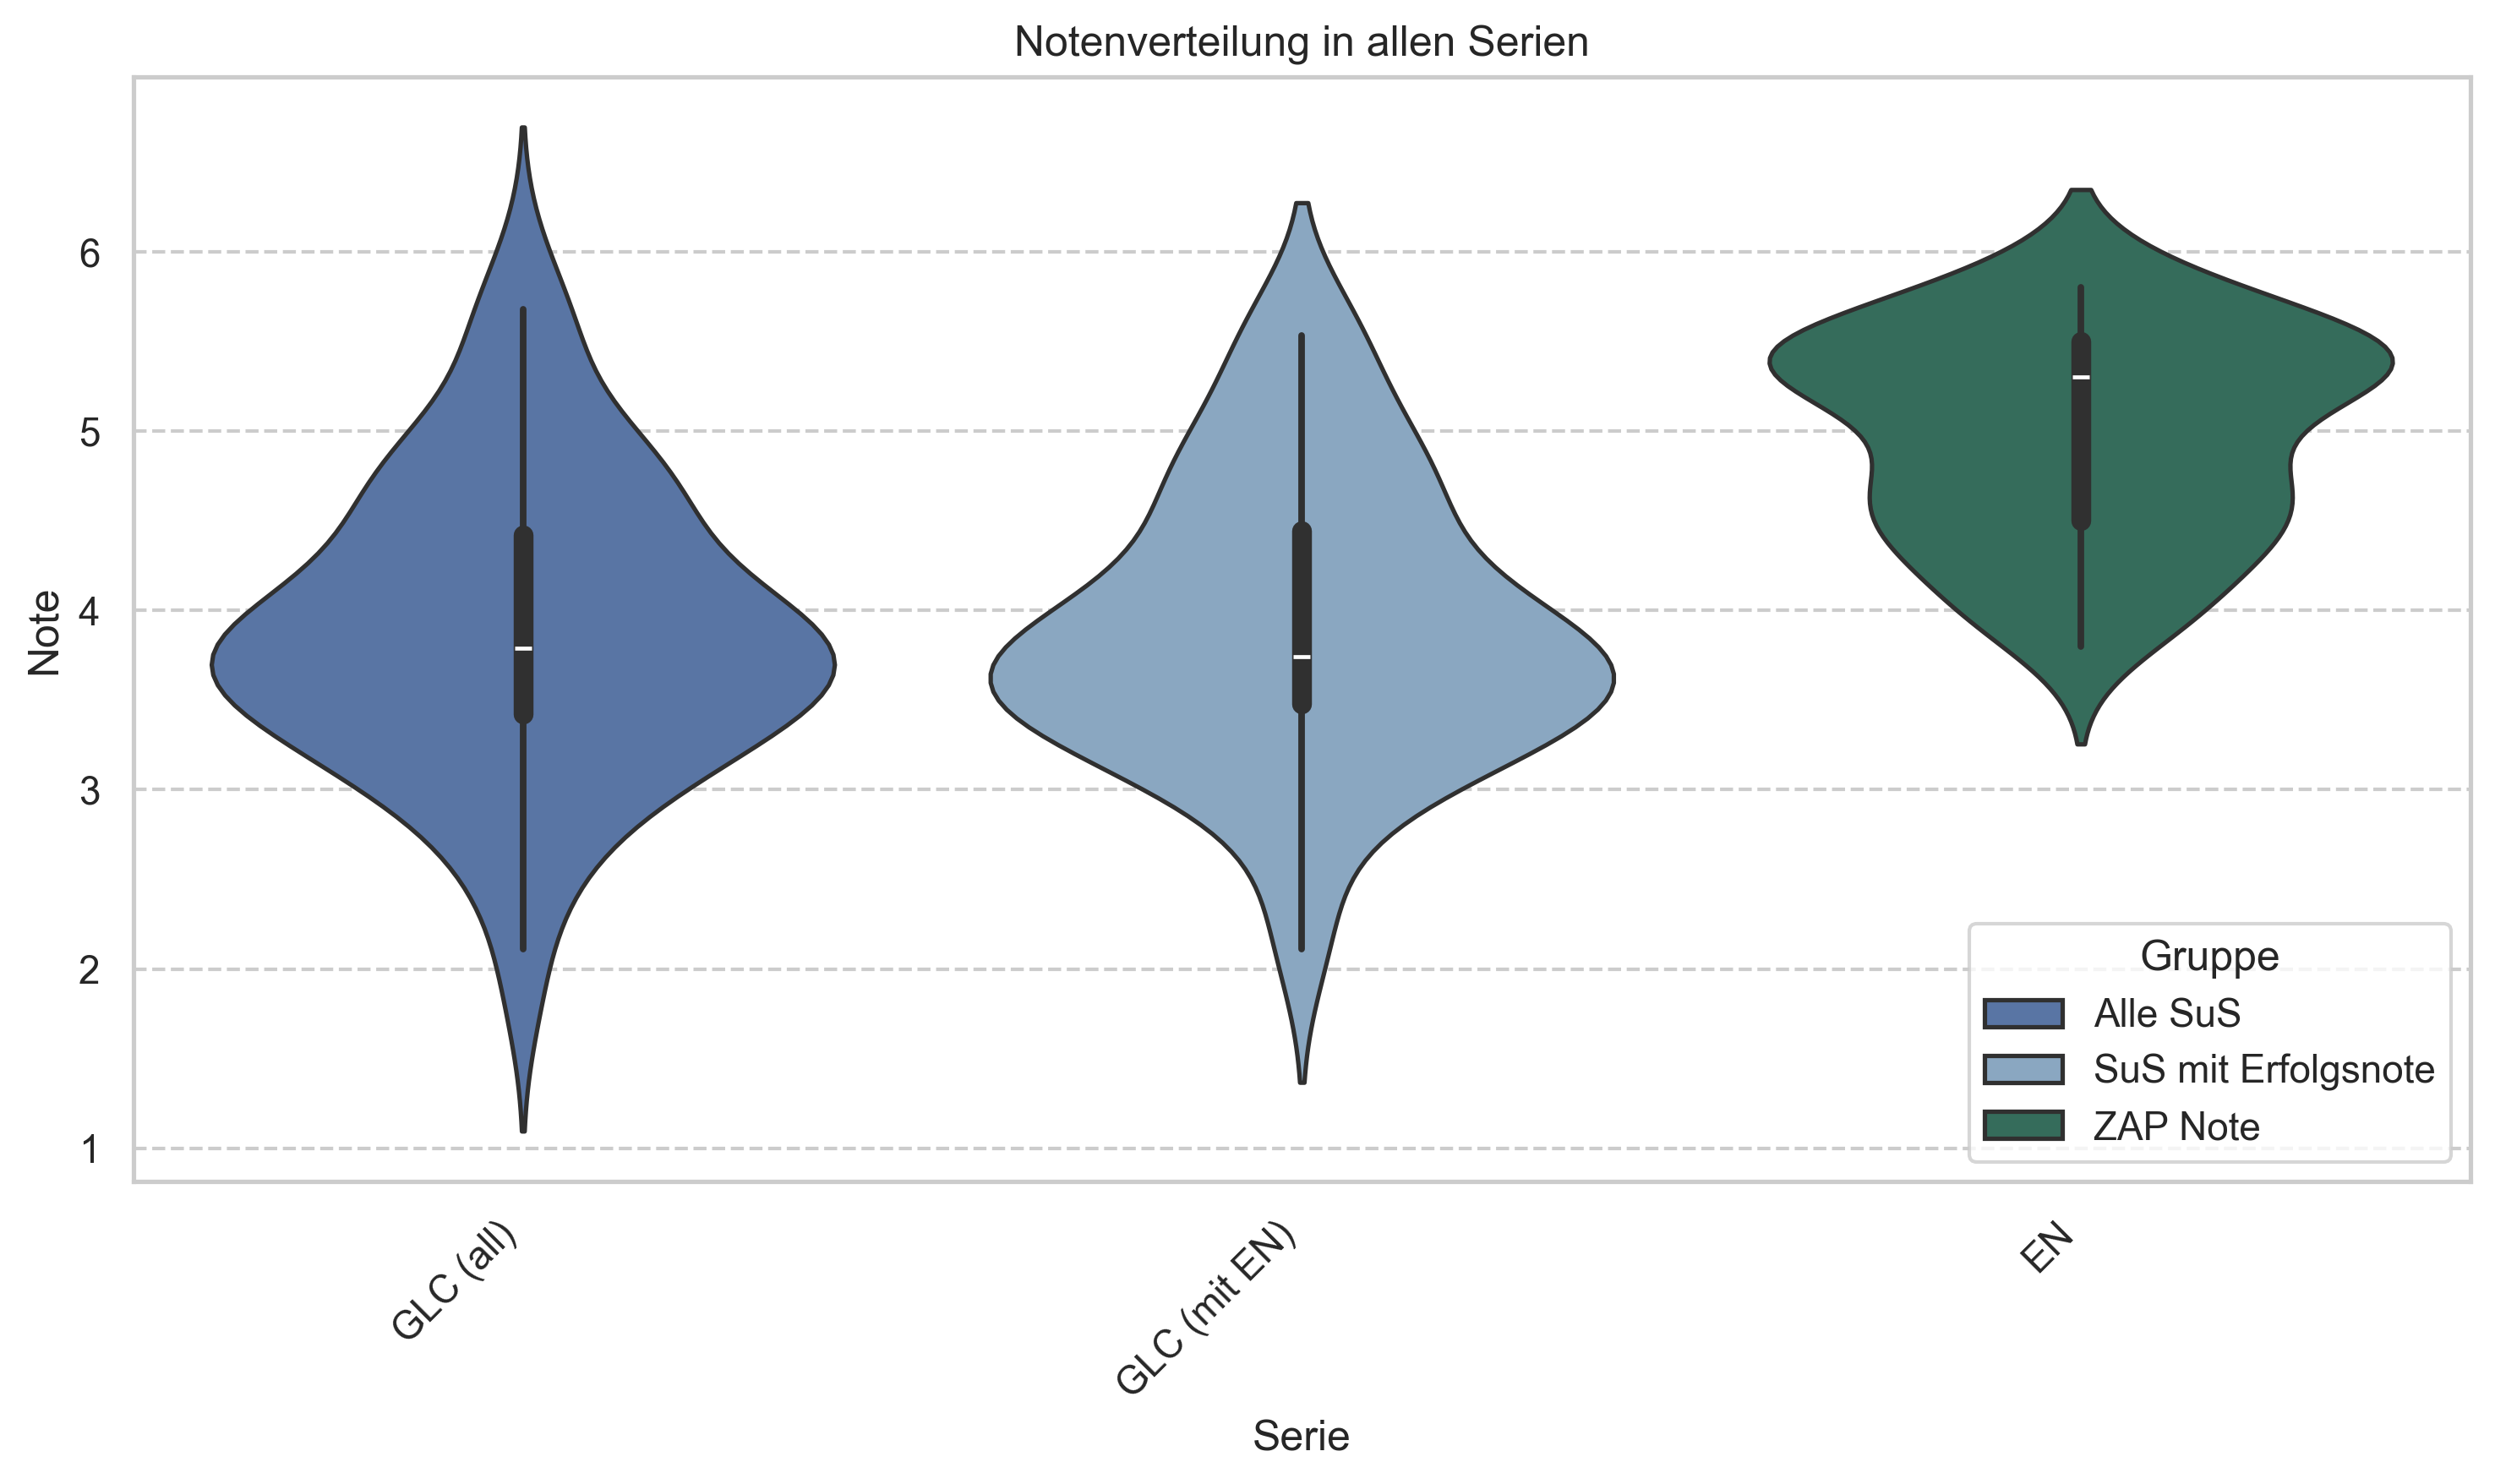 Notenverteilung in allen Serien
Note
6
5
4
3
2
1
Gruppe
Alle SuS
SuS mit Erfolgsnote
ZAP Note
GLC (all)
GLC (mit EN)
EN
Serie